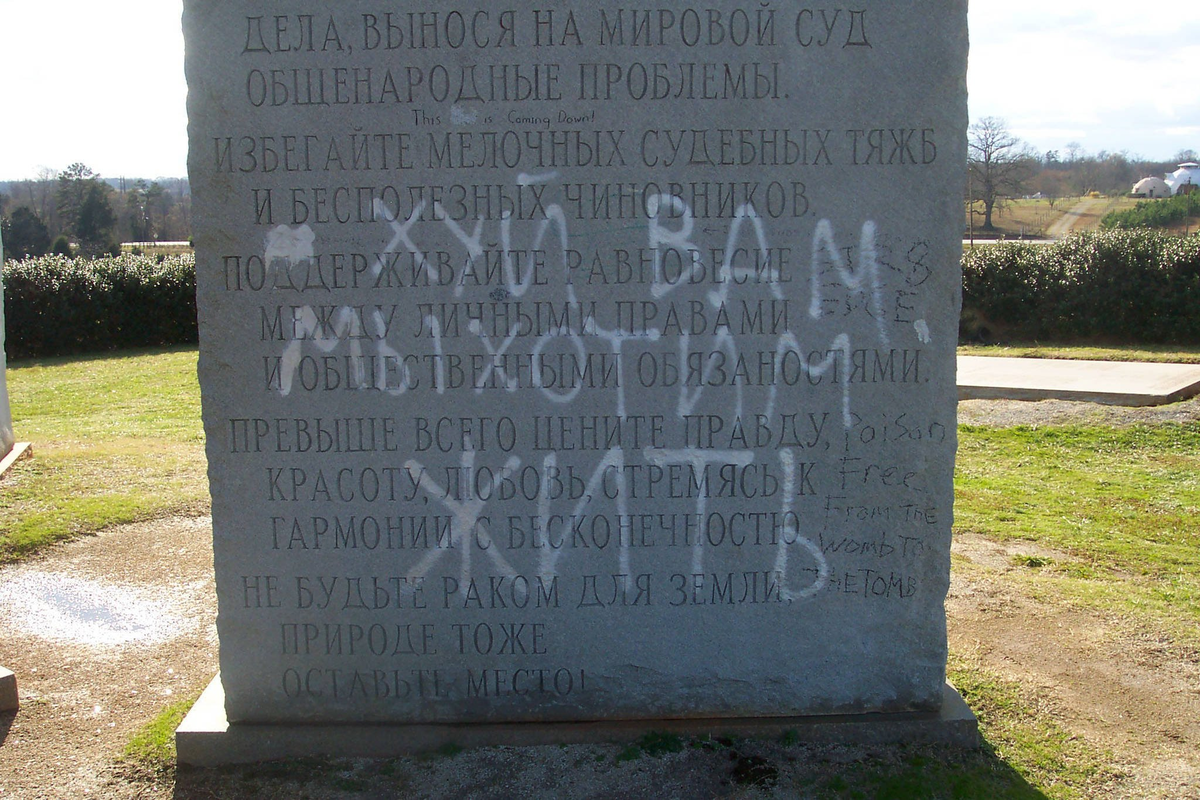 ДЕЛА, ВЫНОСЯ НА МИРОВОЙ СУД
ОБЩЕНАРОДНЫЕ ПРОБЛЕМЫ.
This is Coming Down!
ИЗБЕГАЙТЕ МЕЛОЧНЫХ СУДЕБНЫХ ТЯЖБ
И БЕСПОЛЕЗНЫХ ЧИНОВНИКОВ.
ХУЙ ВАМ
ПОДДЕРЖИВАЙТЕ РАВНОВЕСИЕ
МЕЖДУ ЛИЧНЫМИ ПРАВАМИ
МЫ ХОТИМ
И ОБЩЕСТВЕННЫМИ ОБЯЗАНОСТЯМИ.
ПРЕВЫШЕ ВСЕГО ЦЕНИТЕ ПРАВДУ,
КРАСОТУ, ЛЮБОВЬ, СТРЕМЯСЬ К
ЖИТЬ
ГАРМОНИИ С БЕСКОНЕЧНОСТЬЮ
НЕ БУДЬТЕ РАКОМ ДЛЯ ЗЕМЛИ,
ПРИРОДЕ ТОЖЕ
ОСТАВЬТЕ МЕСТО!
Poison
Free
From The
Womb To
The Tomb